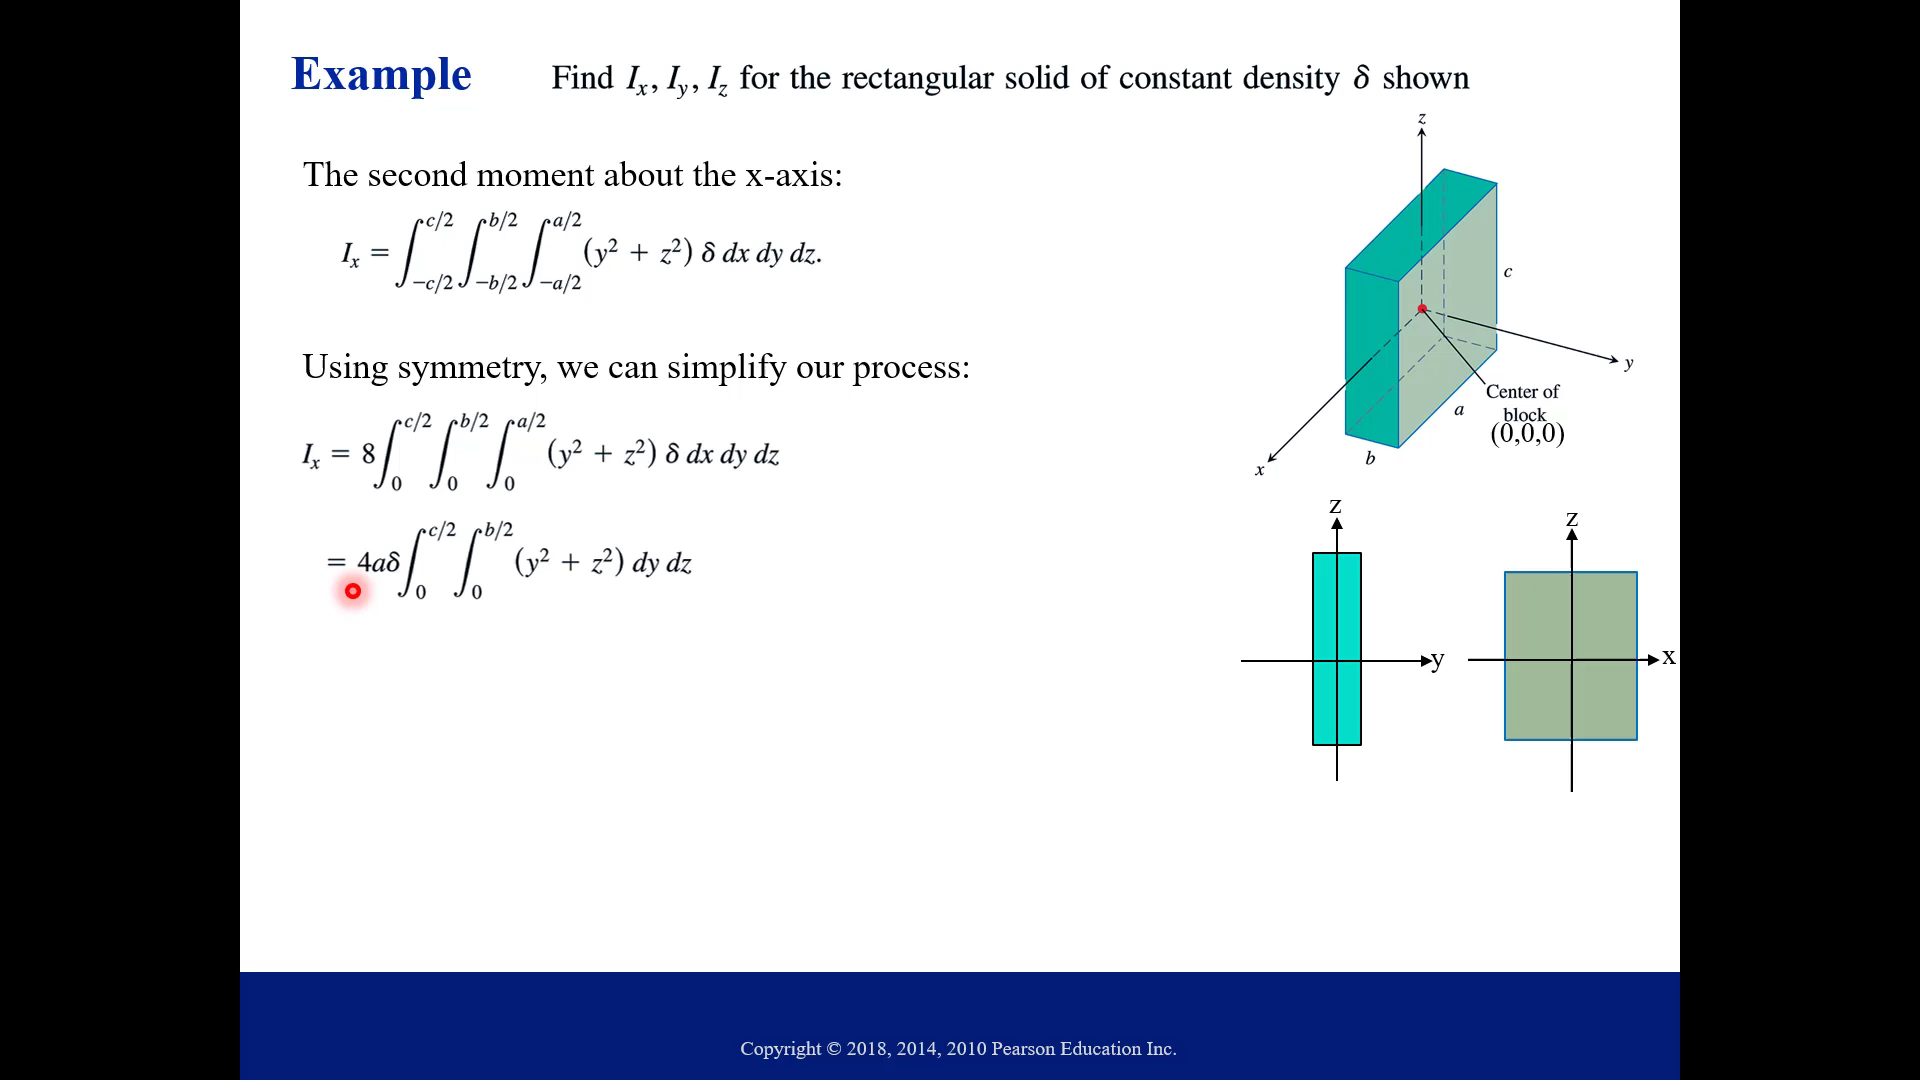 Example
Find Iₓ, I_y, I_z for the rectangular solid of constant density δ shown
The second moment about the x-axis:
Iₓ = ∫_{−c/2}^{c/2} ∫_{−b/2}^{b/2} ∫_{−a/2}^{a/2} (y² + z²) δ dx dy dz.
Using symmetry, we can simplify our process:
Iₓ = 8 ∫_0^{c/2} ∫_0^{b/2} ∫_0^{a/2} (y² + z²) δ dx dy dz
= 4aδ ∫_0^{c/2} ∫_0^{b/2} (y² + z²) dy dz
z
c
y
Center of
block
(0,0,0)
a
b
x
z
y
z
x
Copyright © 2018, 2014, 2010 Pearson Education Inc.